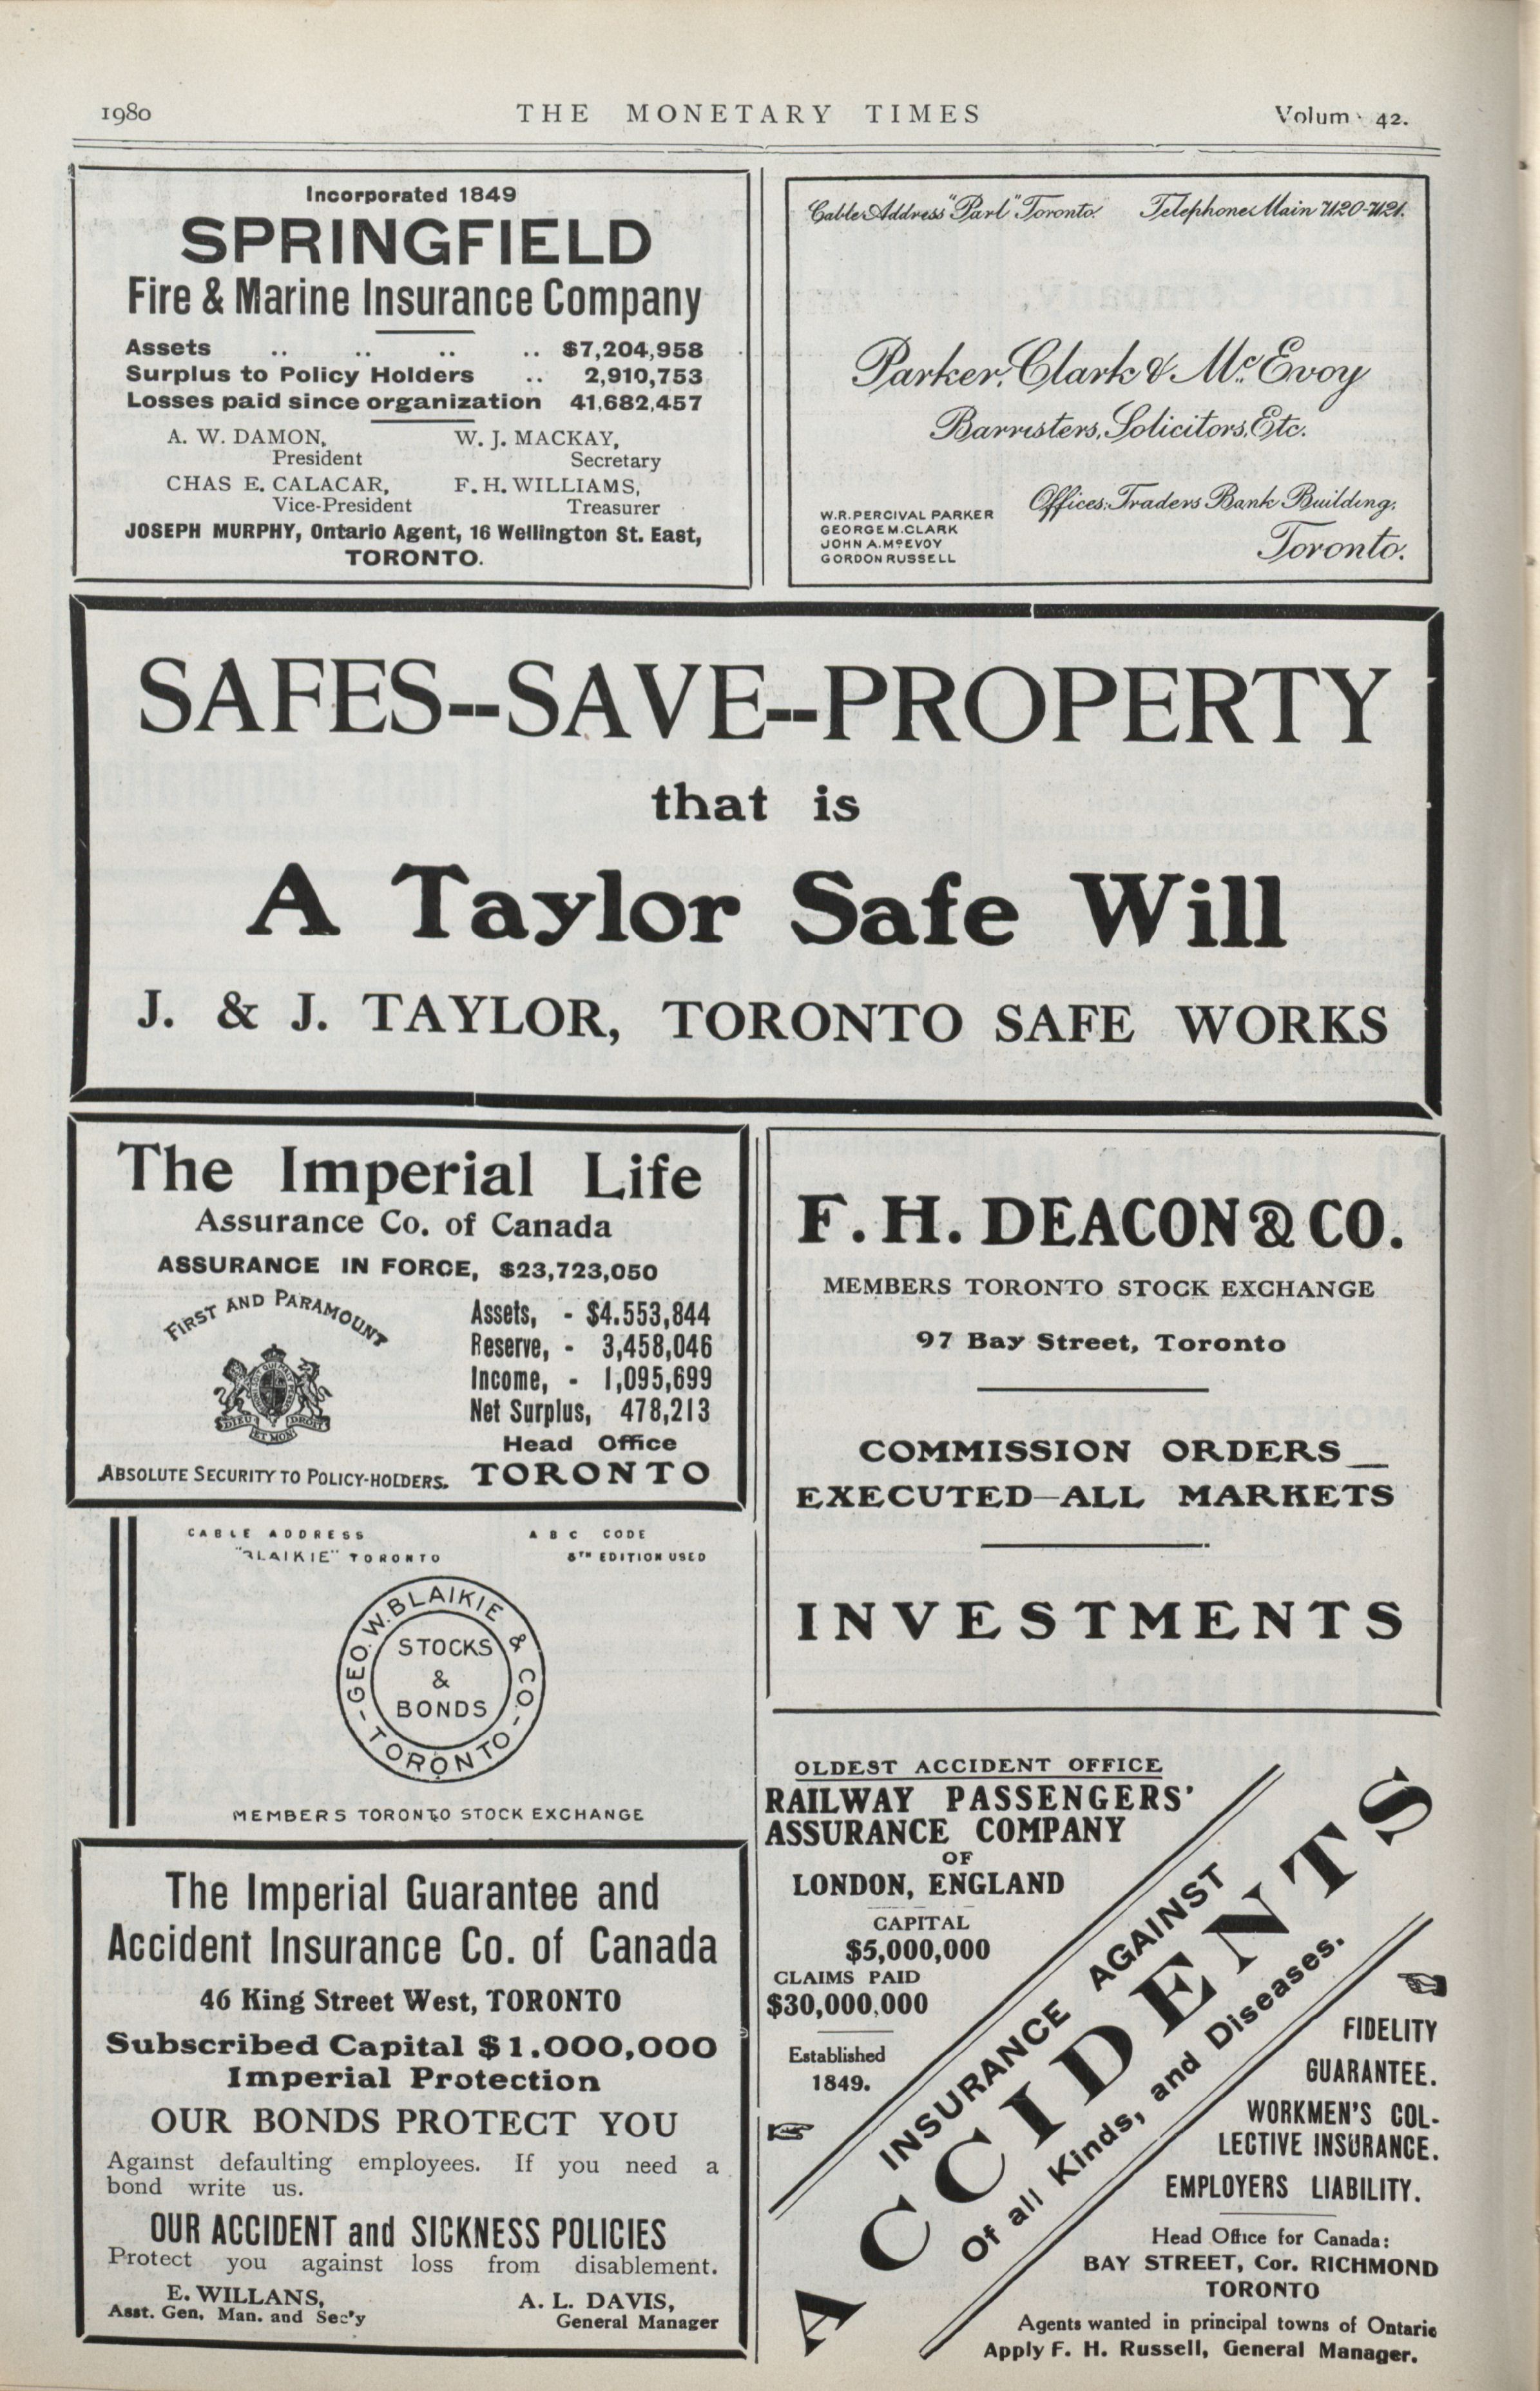 1980
THE MONETARY TIMES
Volum 42.
Incorporated 1849
SPRINGFIELD
Fire & Marine Insurance Company
Assets .. .. .. .. $7,204,958
Surplus to Policy Holders .. 2,910,753
Losses paid since organization 41,682,457
A. W. DAMON,
President
W. J. MACKAY,
Secretary
CHAS E. CALACAR,
Vice-President
F. H. WILLIAMS,
Treasurer
JOSEPH MURPHY, Ontario Agent, 16 Wellington St. East,
TORONTO.
Cable Address "Parl" Toronto. Telephone Main 7120-7121.
Parker, Clark & McEvoy
Barristers, Solicitors, Etc.
W.R. PERCIVAL PARKER
GEORGE M. CLARK
JOHN A. McEVOY
GORDON RUSSELL
Offices: Traders Bank Building,
Toronto.
SAFES--SAVE--PROPERTY
that is
A Taylor Safe Will
J. & J. TAYLOR, TORONTO SAFE WORKS
The Imperial Life
Assurance Co. of Canada
ASSURANCE IN FORCE, $23,723,050
FIRST AND PARAMOUNT
DIEU ET MON DROIT
ABSOLUTE SECURITY TO POLICY-HOLDERS.
Assets, - $4.553,844
Reserve, - 3,458,046
Income, - 1,095,699
Net Surplus, 478,213
Head Office
TORONTO
F. H. DEACON & CO.
MEMBERS TORONTO STOCK EXCHANGE
97 Bay Street, Toronto
COMMISSION ORDERS
EXECUTED—ALL MARKETS
INVESTMENTS
CABLE ADDRESS
"BLAIKIE" TORONTO
A B C CODE
5TH EDITION USED
GEO. W. BLAIKIE & CO. - TORONTO -
STOCKS
&
BONDS
MEMBERS TORONTO STOCK EXCHANGE
The Imperial Guarantee and
Accident Insurance Co. of Canada
46 King Street West, TORONTO
Subscribed Capital $1.000,000
Imperial Protection
OUR BONDS PROTECT YOU
Against defaulting employees. If you need a
bond write us.
OUR ACCIDENT and SICKNESS POLICIES
Protect you against loss from disablement.
E. WILLANS,
Asst. Gen. Man. and Sec'y
A. L. DAVIS,
General Manager
OLDEST ACCIDENT OFFICE
RAILWAY PASSENGERS'
ASSURANCE COMPANY
OF
LONDON, ENGLAND
CAPITAL
$5,000,000
CLAIMS PAID
$30,000,000
Established
1849.
INSURANCE AGAINST
ACCIDENTS
Of all Kinds, and Diseases.
FIDELITY
GUARANTEE.
WORKMEN'S COL-
LECTIVE INSURANCE.
EMPLOYERS LIABILITY.
Head Office for Canada:
BAY STREET, Cor. RICHMOND
TORONTO
Agents wanted in principal towns of Ontario
Apply F. H. Russell, General Manager.